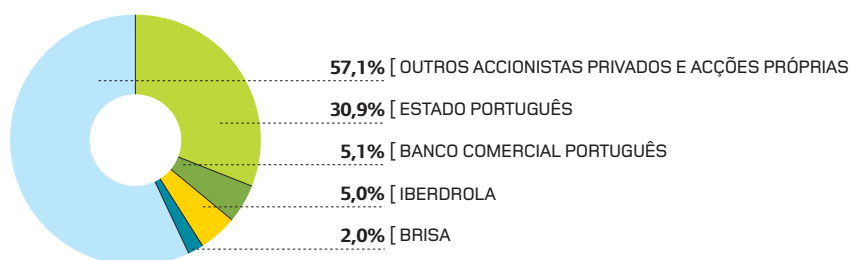 57,1% [ OUTROS ACCIONISTAS PRIVADOS E ACÇÕES PRÓPRIAS
30,9% [ ESTADO PORTUGUÊS
5,1% [ BANCO COMERCIAL PORTUGUÊS
5,0% [ IBERDROLA
2,0% [ BRISA